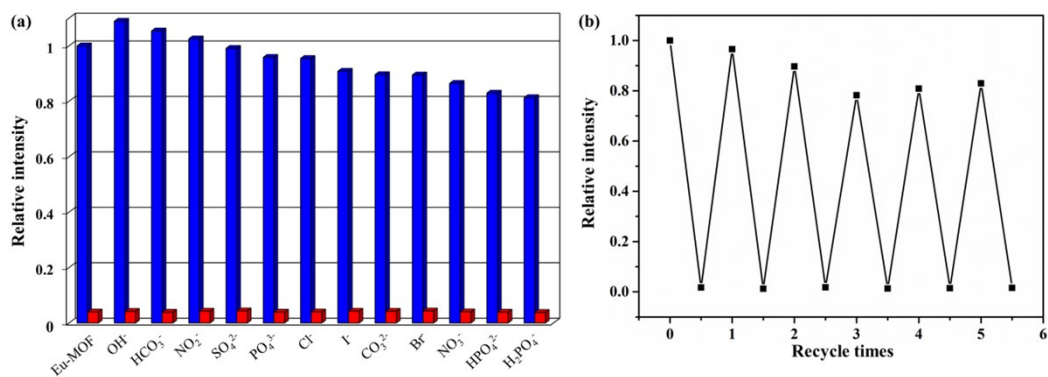 (a)
Relative intensity
1
0.8
0.6
0.4
0.2
0
Eu-MOF
OH⁻
HCO₃⁻
NO₂⁻
SO₄²⁻
PO₄³⁻
Cl⁻
I⁻
CO₃²⁻
Br⁻
NO₃⁻
HPO₄²⁻
H₂PO₄⁻
(b)
Relative intensity
1.0
0.8
0.6
0.4
0.2
0.0
0 1 2 3 4 5 6
Recycle times